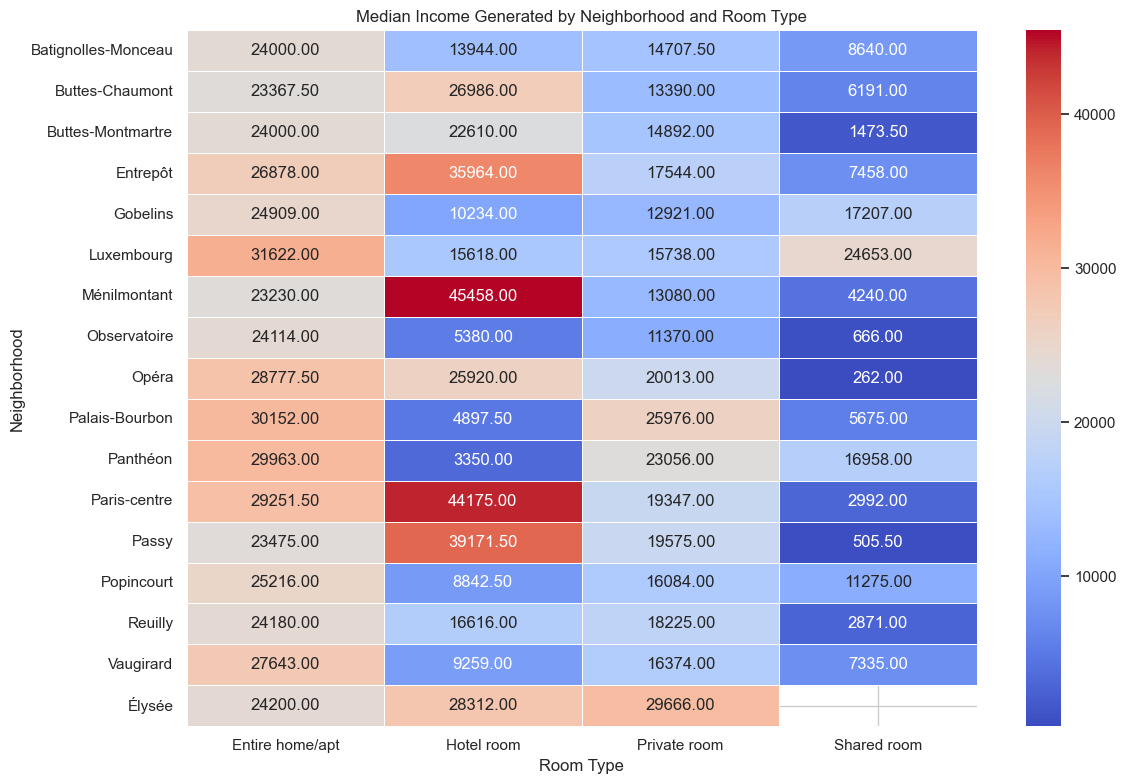 Median Income Generated by Neighborhood and Room Type
Neighborhood
Batignolles-Monceau 24000.00 13944.00 14707.50 8640.00
Buttes-Chaumont 23367.50 26986.00 13390.00 6191.00
Buttes-Montmartre 24000.00 22610.00 14892.00 1473.50
Entrepôt 26878.00 35964.00 17544.00 7458.00
Gobelins 24909.00 10234.00 12921.00 17207.00
Luxembourg 31622.00 15618.00 15738.00 24653.00
Ménilmontant 23230.00 45458.00 13080.00 4240.00
Observatoire 24114.00 5380.00 11370.00 666.00
Opéra 28777.50 25920.00 20013.00 262.00
Palais-Bourbon 30152.00 4897.50 25976.00 5675.00
Panthéon 29963.00 3350.00 23056.00 16958.00
Paris-centre 29251.50 44175.00 19347.00 2992.00
Passy 23475.00 39171.50 19575.00 505.50
Popincourt 25216.00 8842.50 16084.00 11275.00
Reuilly 24180.00 16616.00 18225.00 2871.00
Vaugirard 27643.00 9259.00 16374.00 7335.00
Élysée 24200.00 28312.00 29666.00
Entire home/apt Hotel room Private room Shared room
Room Type
40000
30000
20000
10000